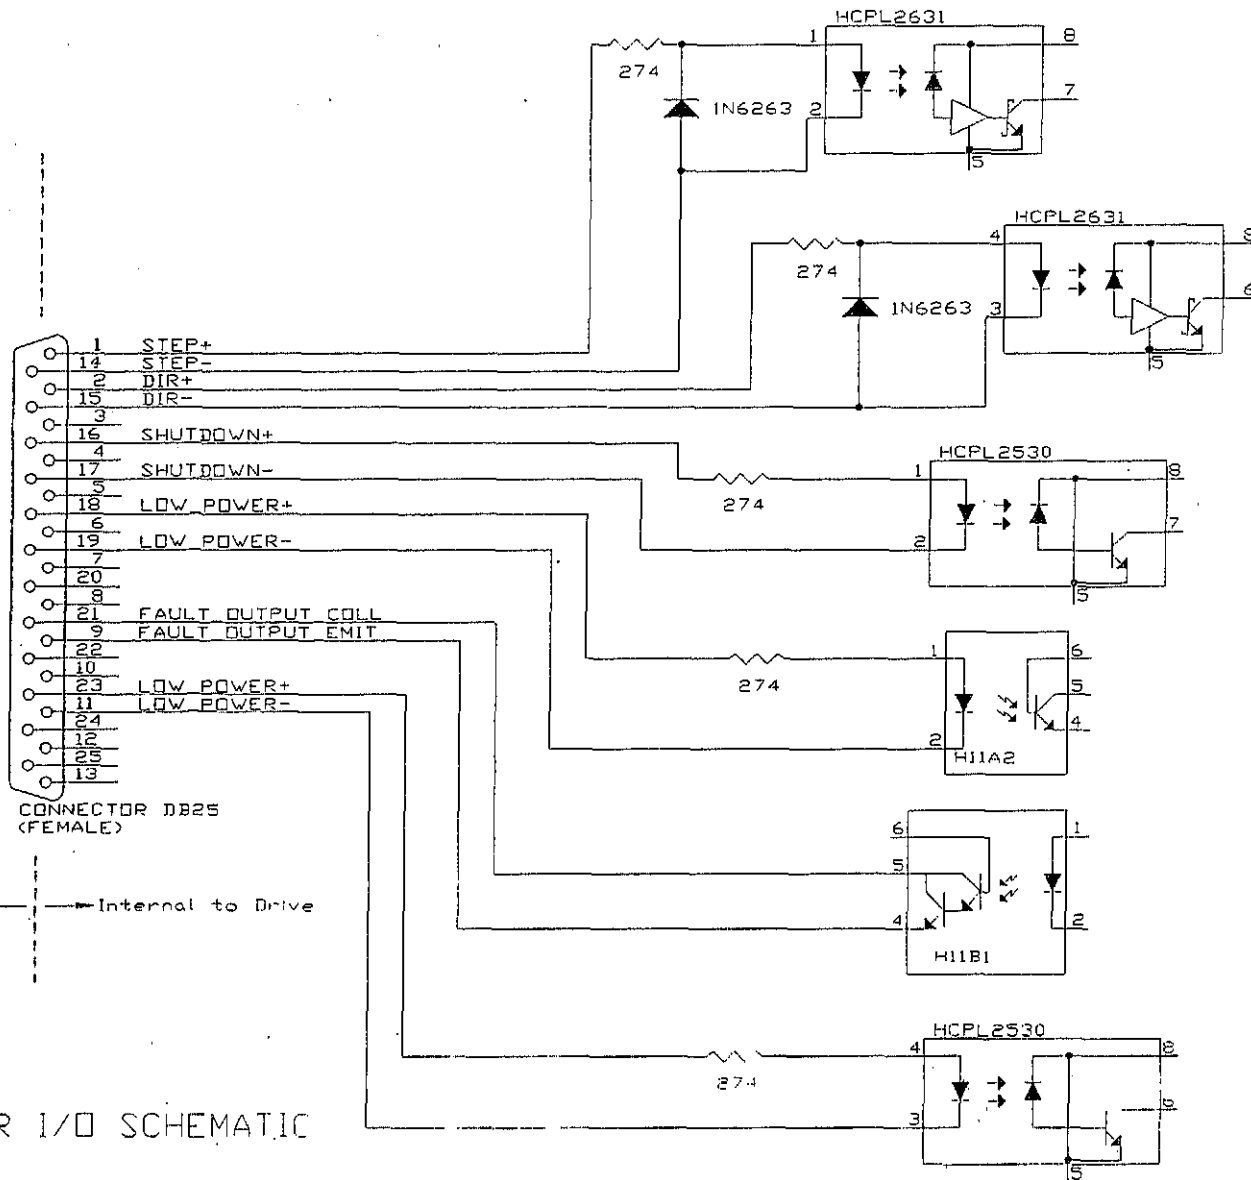 HCPL2631
1
8
274
7
2
1N6263
5
HCPL2631
4
8
274
6
3
1N6263
5
1 STEP+
14 STEP-
2 DIR+
15 DIR-
3
16 SHUTDOWN+
4
17 SHUTDOWN-
5
18 LOW POWER+
6
19 LOW POWER-
7
20
8
21 FAULT OUTPUT COLL
9 FAULT OUTPUT EMIT
22
10
23 LOW POWER+
11 LOW POWER-
24
12
25
13
CONNECTOR DB25
(FEMALE)
HCPL2530
1
8
274
7
2
5
1
6
274
5
4
2
H11A2
6
1
5
4
2
H11B1
Internal to Drive
HCPL2530
4
8
274
6
3
5
R I/O SCHEMATIC